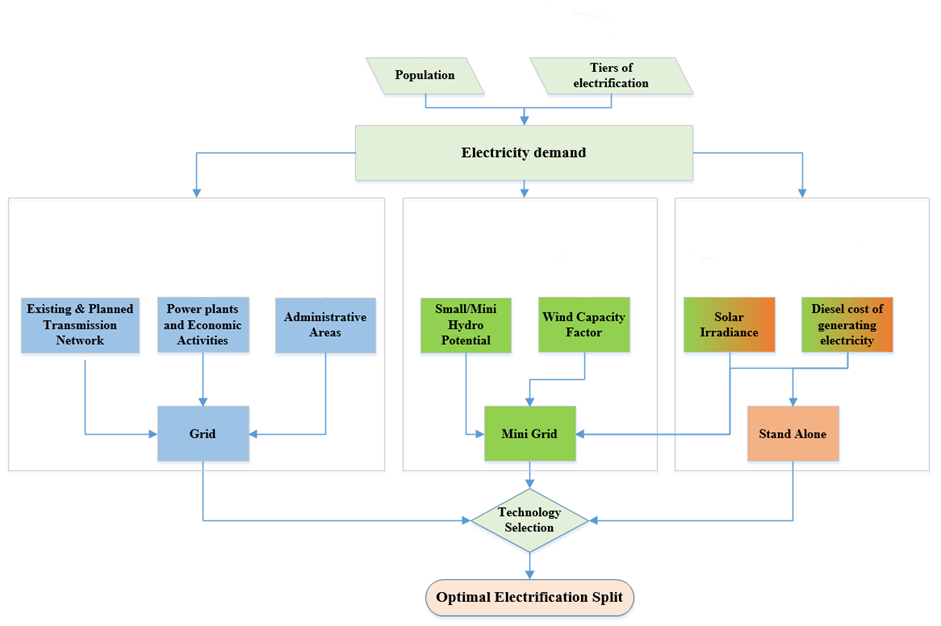 Population
Tiers of
electrification
Electricity demand
Existing & Planned
Transmission
Network
Power plants
and Economic
Activities
Administrative
Areas
Small/Mini
Hydro
Potential
Wind Capacity
Factor
Solar
Irradiance
Diesel cost of
generating
electricity
Grid
Mini Grid
Stand Alone
Technology
Selection
Optimal Electrification Split